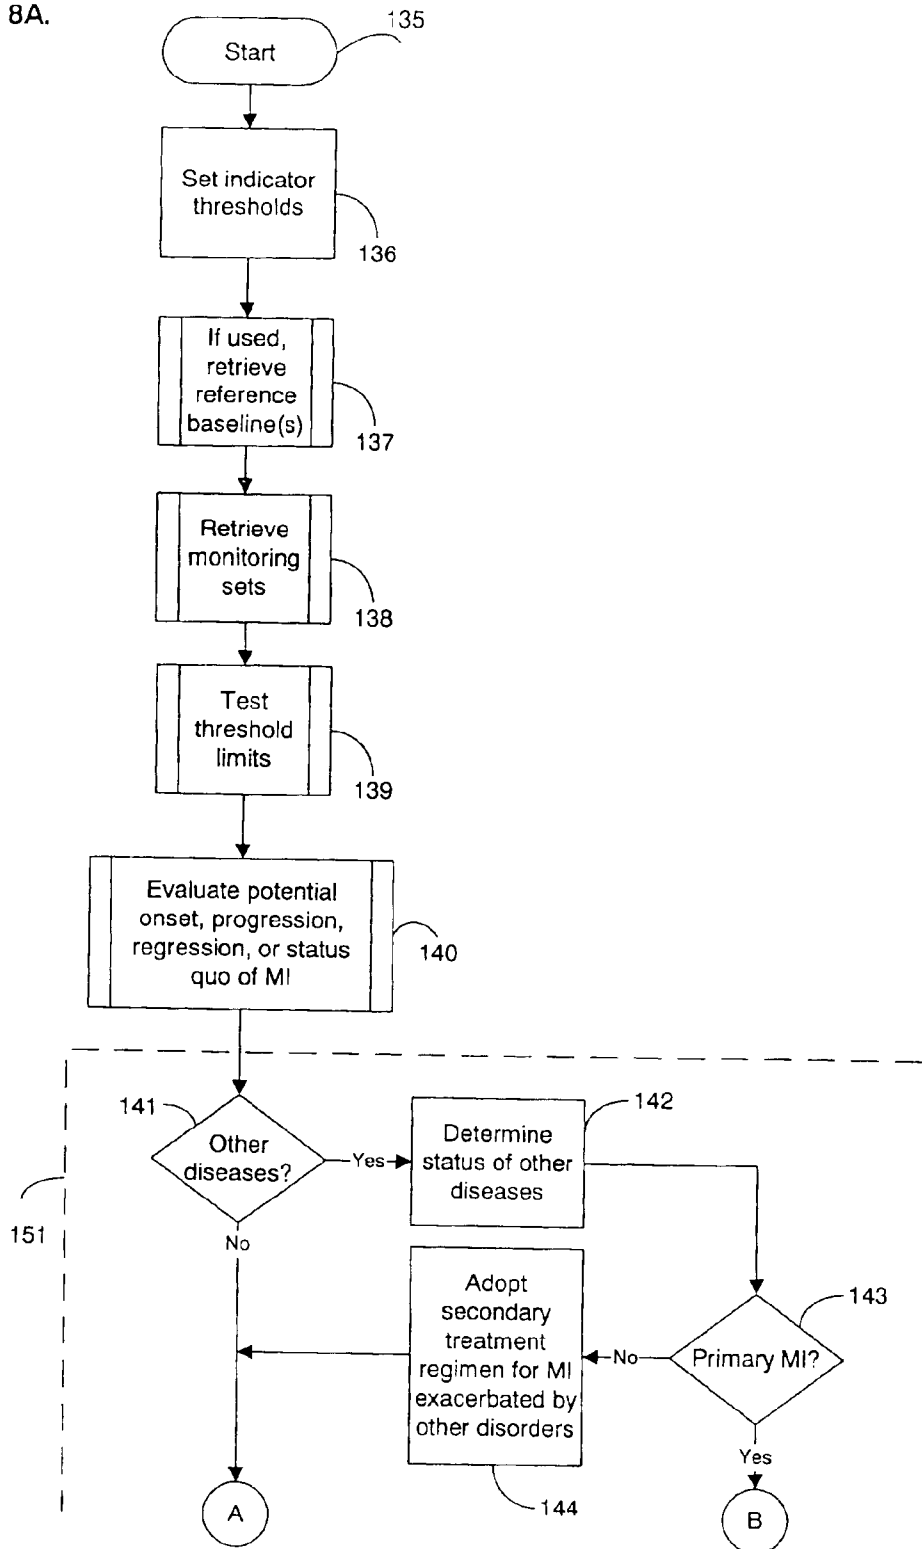 8A.
135
Start
Set indicator
thresholds
136
If used,
retrieve
reference
baseline(s)
137
Retrieve
monitoring
sets
138
Test
threshold
limits
139
Evaluate potential
onset, progression,
regression, or status
quo of MI
140
141
Other
diseases?
Yes
142
Determine
status of other
diseases
151
No
Adopt
secondary
treatment
regimen for MI
exacerbated by
other disorders
143
Primary MI?
No
Yes
144
A
B